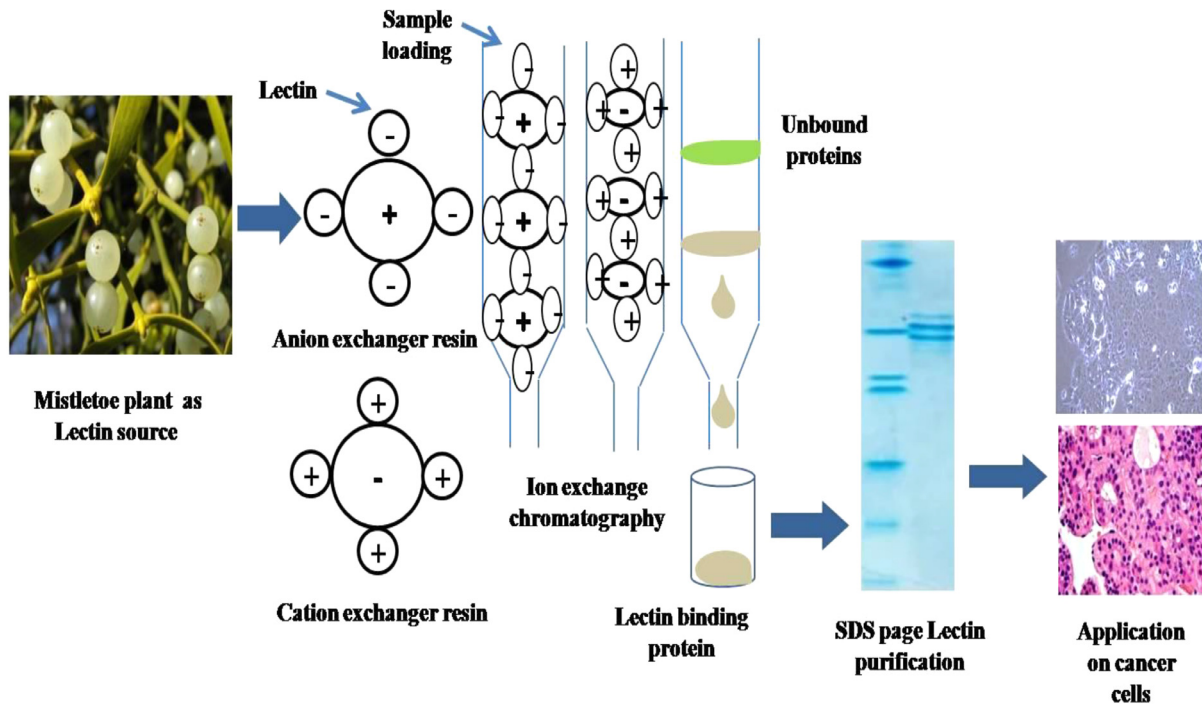 Sample
loading
Lectin
Unbound
proteins
Anion exchanger resin
Mistletoe plant as
Lectin source
Ion exchange
chromatography
Cation exchanger resin
Lectin binding
protein
SDS page Lectin
purification
Application
on cancer
cells